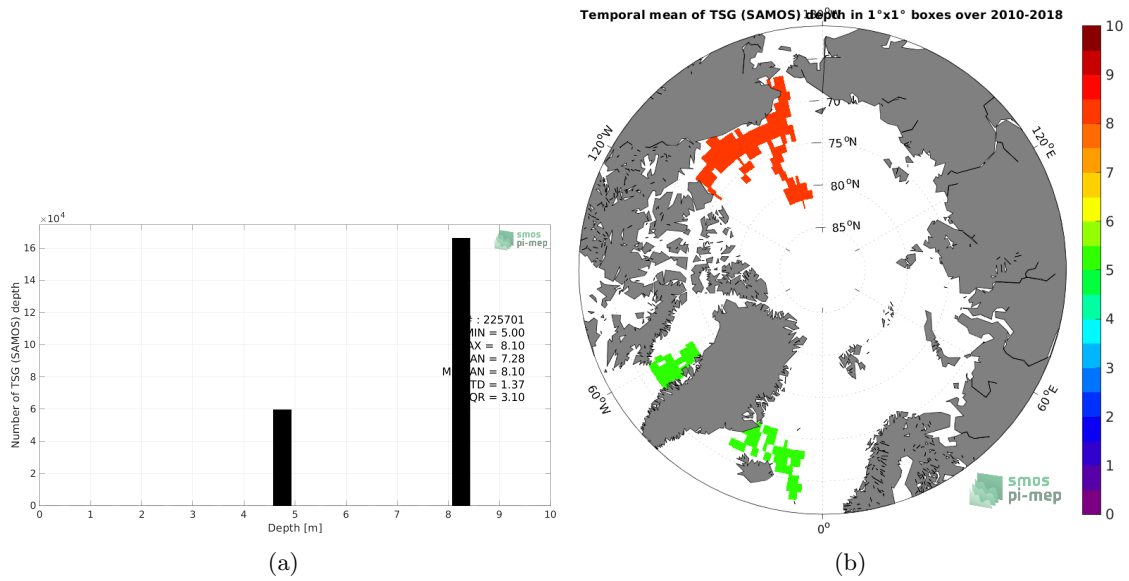 Temporal mean of TSG (SAMOS) depth in 1°x1° boxes over 2010-2018
×10⁴
16
14
12
10
8
6
4
2
0
Number of TSG (SAMOS) depth
smos
pi-mep
: 225701
MIN = 5.00
AX = 8.10
AN = 7.28
M AN = 8.10
TD = 1.37
QR = 3.10
0 1 2 3 4 5 6 7 8 9 10
Depth [m]
(a)
70
75°N
80°N
85°N
120°W
120°E
60°W
60°E
0°
smos
pi-mep
10
9
8
7
6
5
4
3
2
1
0
(b)